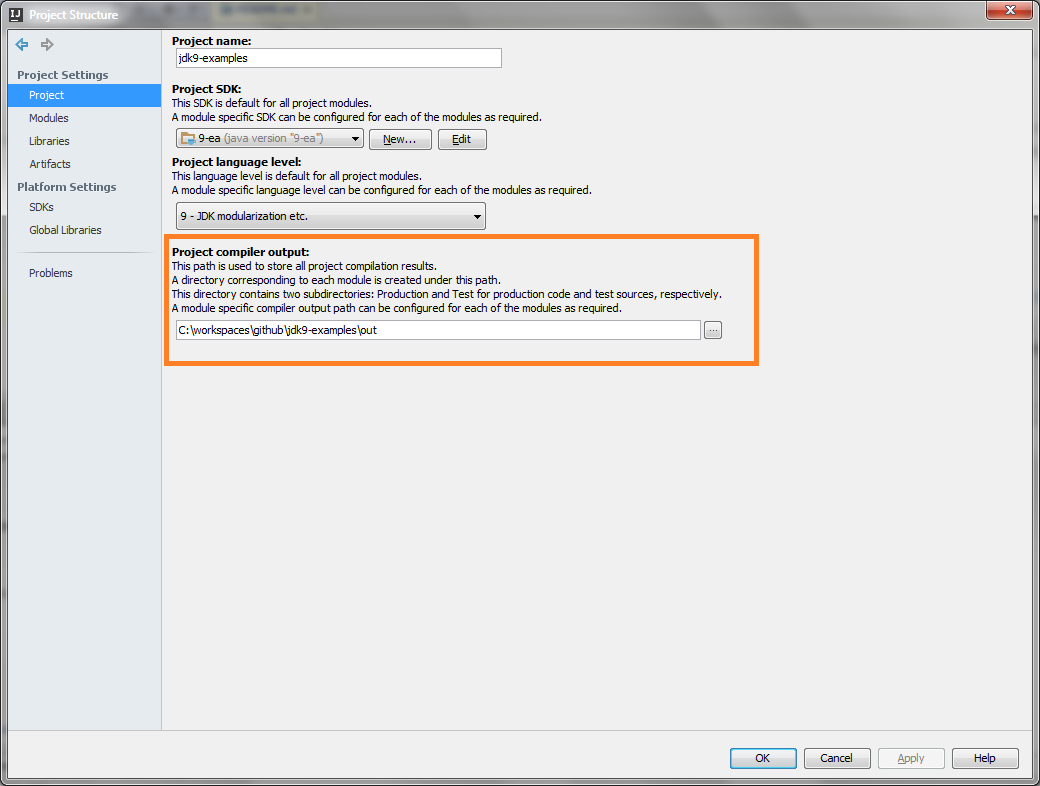 Project Structure
Project Settings
Project
Modules
Libraries
Artifacts
Platform Settings
SDKs
Global Libraries
Problems
Project name:
jdk9-examples
Project SDK:
This SDK is default for all project modules.
A module specific SDK can be configured for each of the modules as required.
9-ea (java version "9-ea") New... Edit
Project language level:
This language level is default for all project modules.
A module specific language level can be configured for each of the modules as required.
9 - JDK modularization etc.
Project compiler output:
This path is used to store all project compilation results.
A directory corresponding to each module is created under this path.
This directory contains two subdirectories: Production and Test for production code and test sources, respectively.
A module specific compiler output path can be configured for each of the modules as required.
C:\workspaces\github\jdk9-examples\out ...
OK Cancel Apply Help